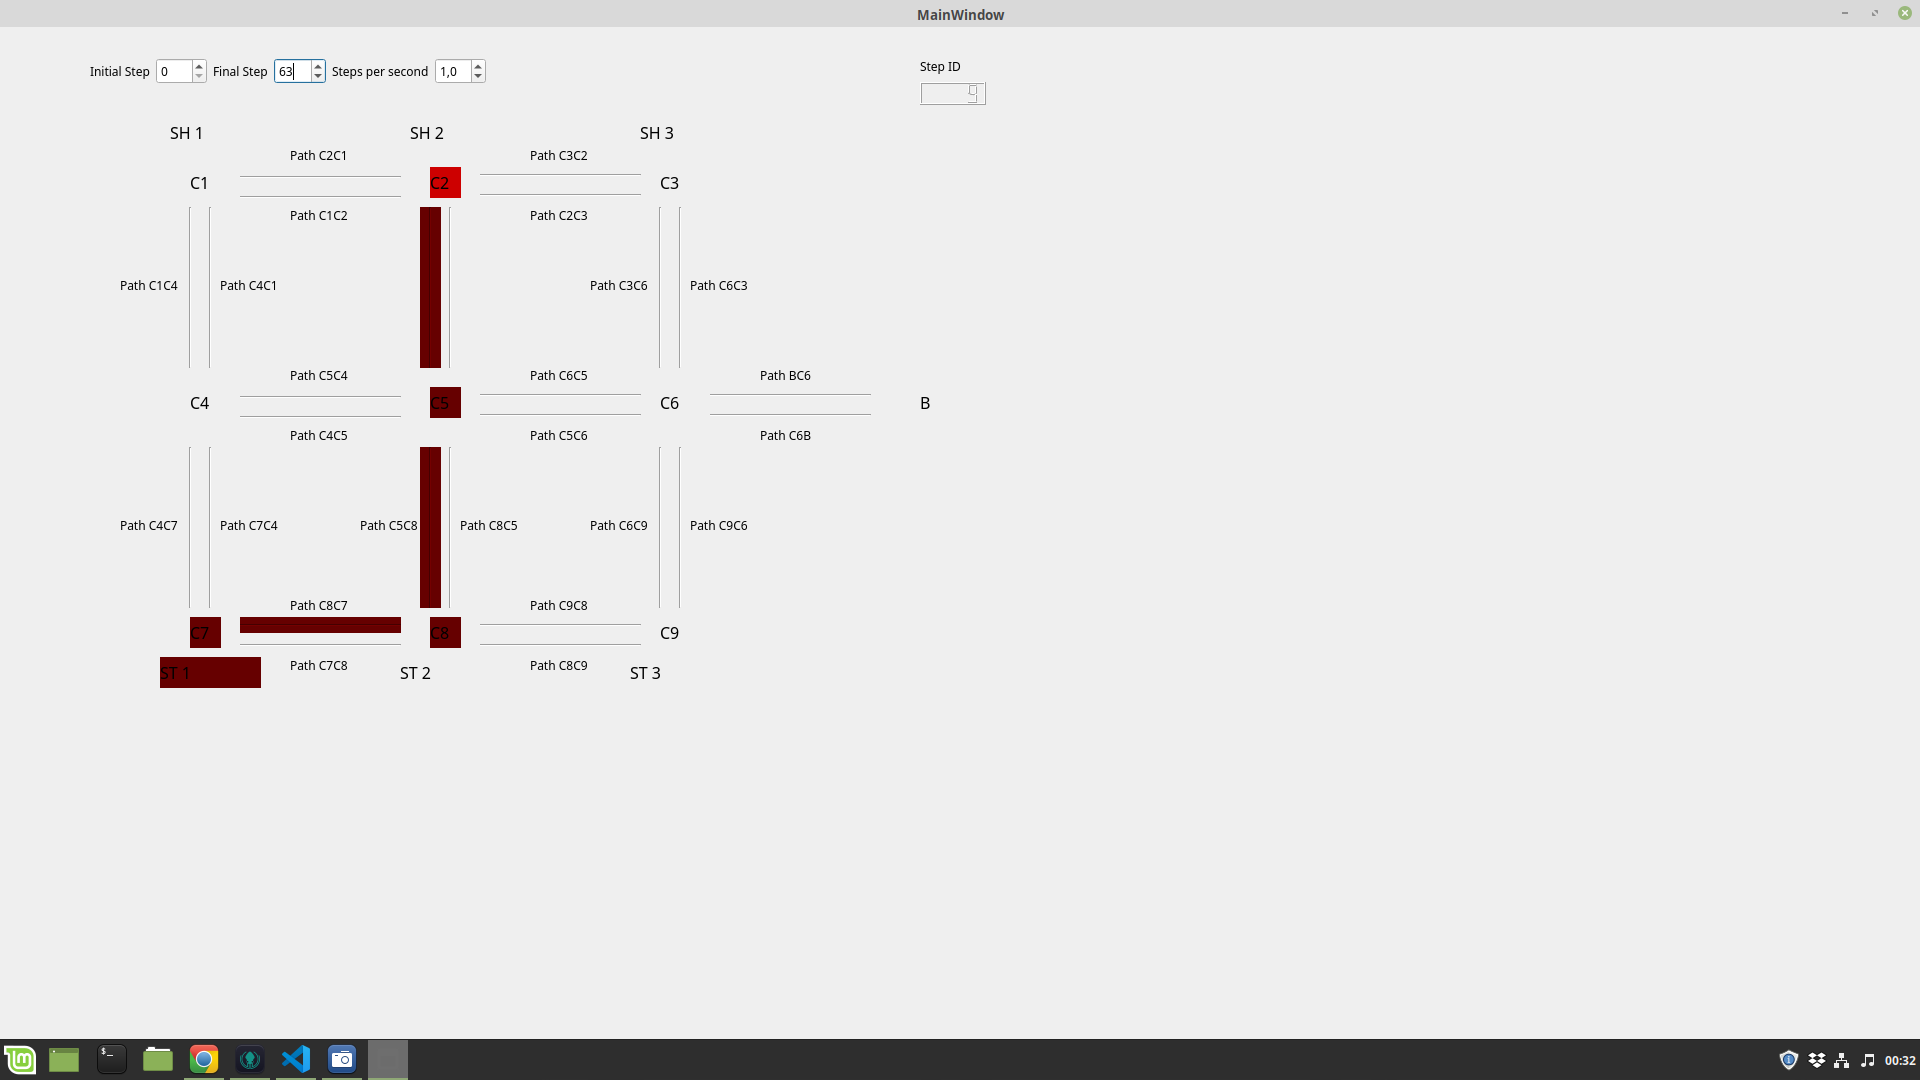 MainWindow
Initial Step 0 Final Step 63 Steps per second 1,0
Step ID
9
SH 1 SH 2 SH 3
Path C2C1 Path C3C2
C1 C2 C3
Path C1C2 Path C2C3
Path C1C4 Path C4C1 Path C3C6 Path C6C3
Path C5C4 Path C6C5 Path BC6
C4 C5 C6 B
Path C4C5 Path C5C6 Path C6B
Path C4C7 Path C7C4 Path C5C8 Path C8C5 Path C6C9 Path C9C6
Path C8C7 Path C9C8
C7 C8 C9
Path C7C8 Path C8C9
ST 1 ST 2 ST 3
00:32